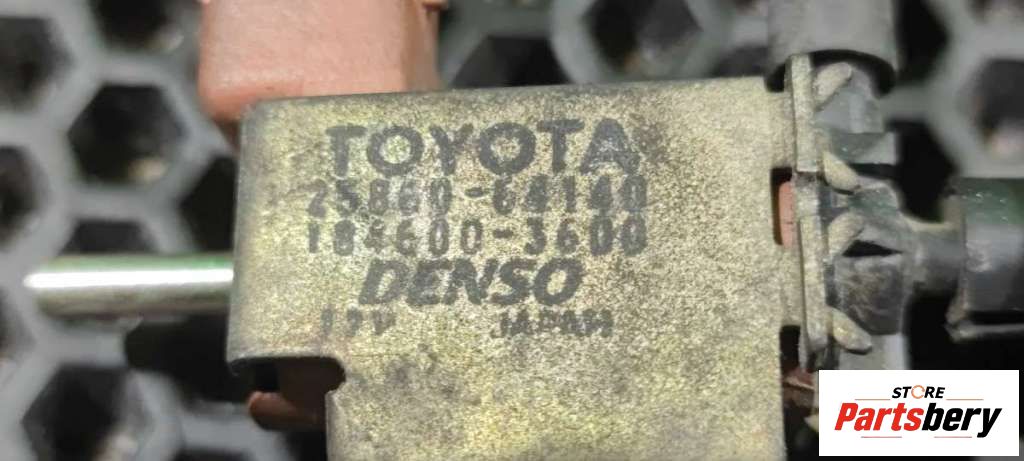 TOYOTA
25860-64140
184600-3600
DENSO
12V JAPAN
STORE
Partsbery